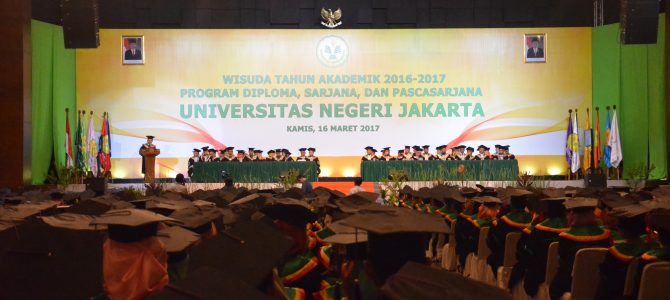 WISUDA TAHUN AKADEMIK 2016-2017
PROGRAM DIPLOMA, SARJANA, DAN PASCASARJANA
UNIVERSITAS NEGERI JAKARTA
KAMIS, 16 MARET 2017